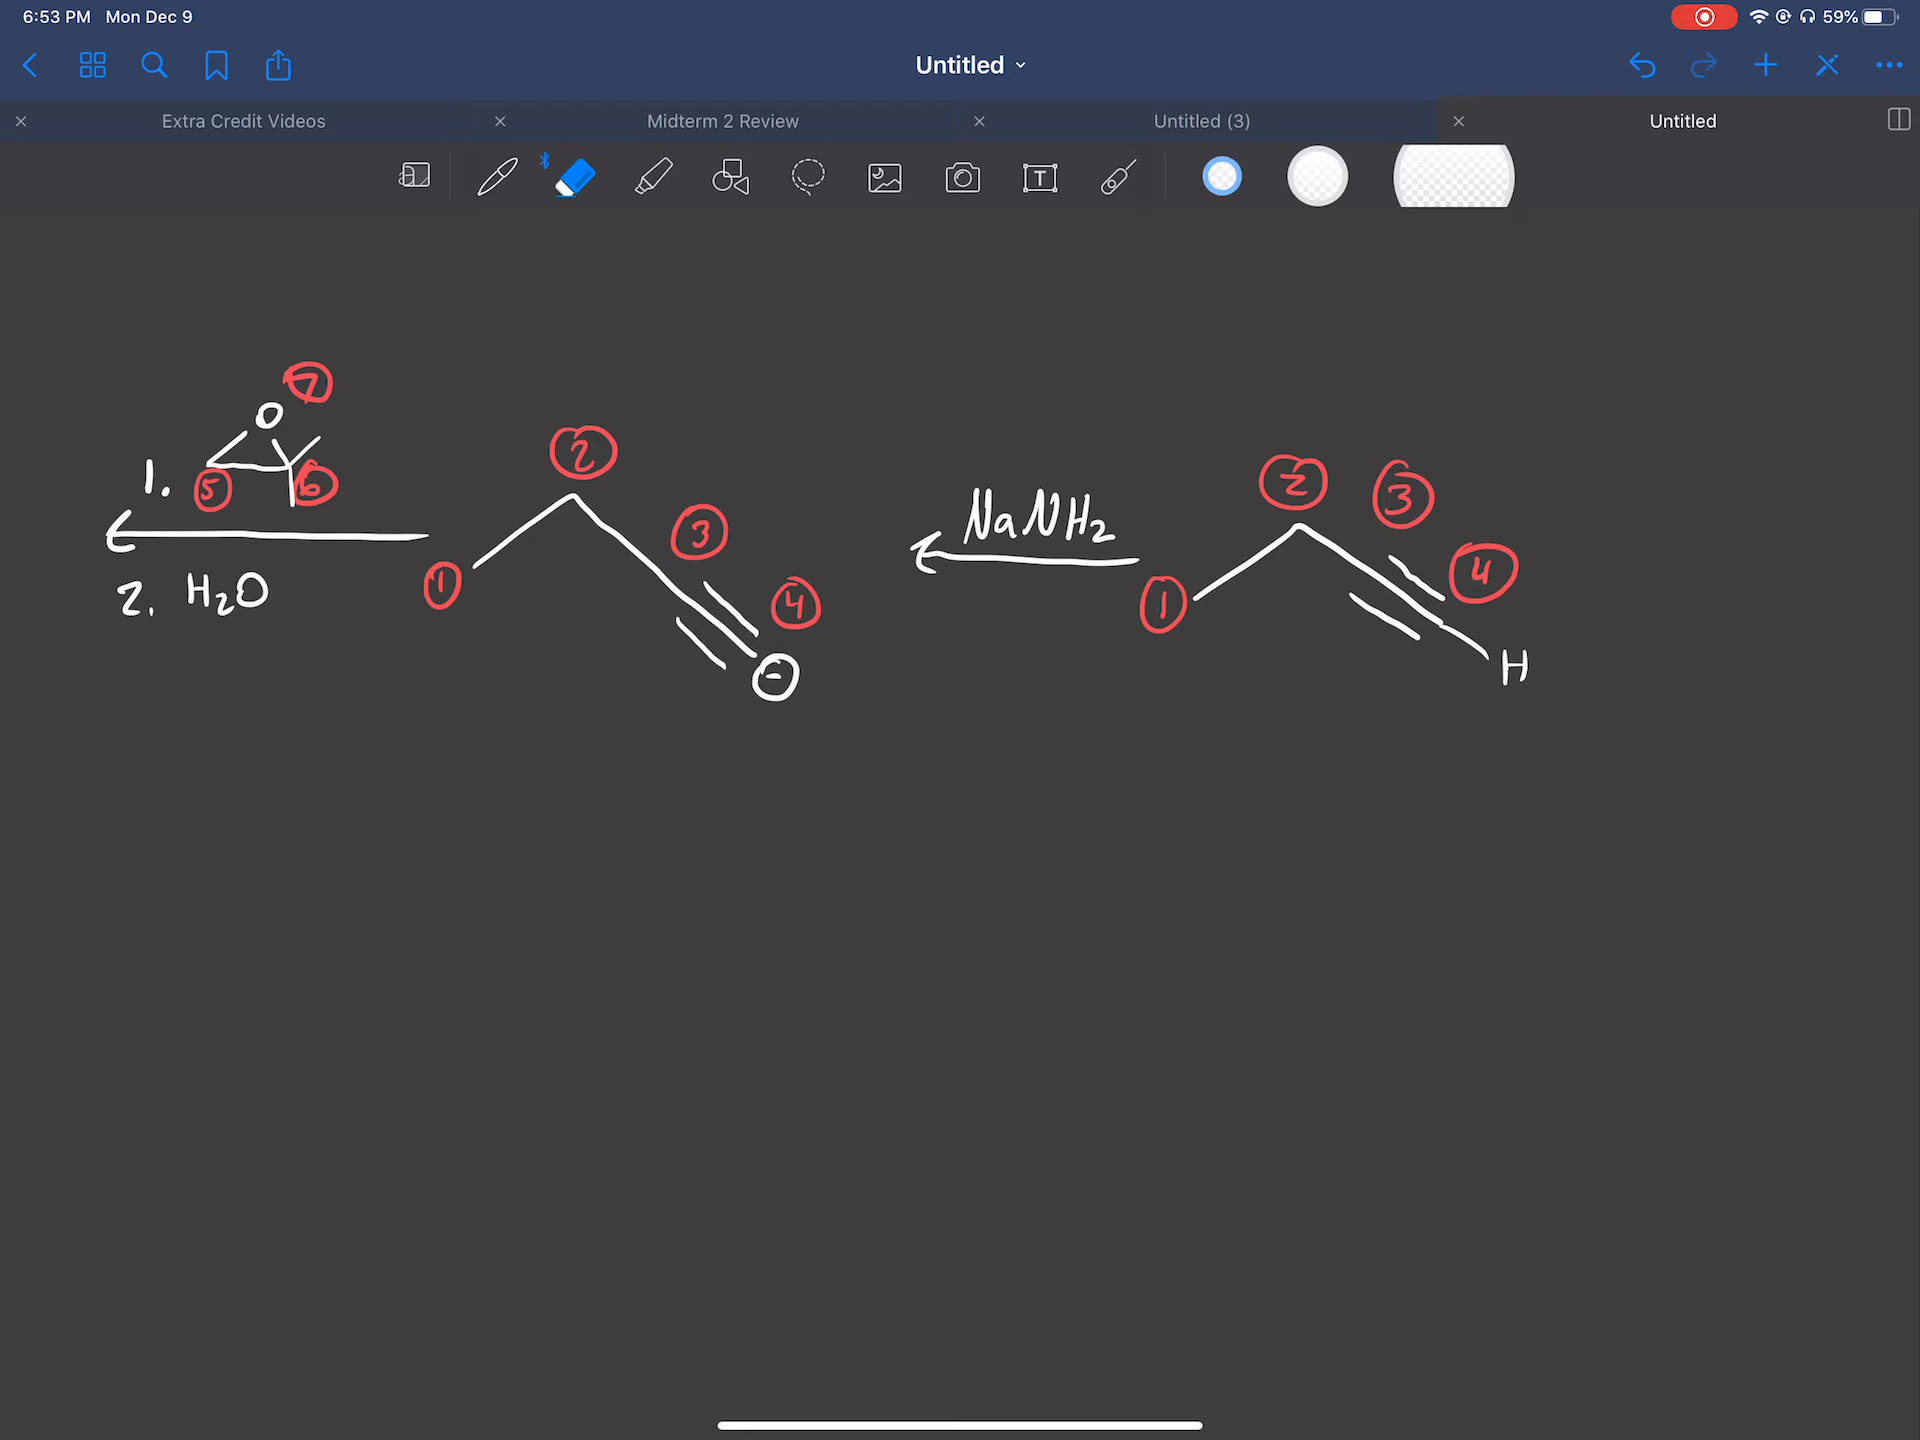 6:53 PM Mon Dec 9
59%
Untitled
Extra Credit Videos
Midterm 2 Review
Untitled (3)
Untitled
T
7
O
1.
5
6
2
3
4
1
2. H₂O
NaNH₂
2
3
4
1
H